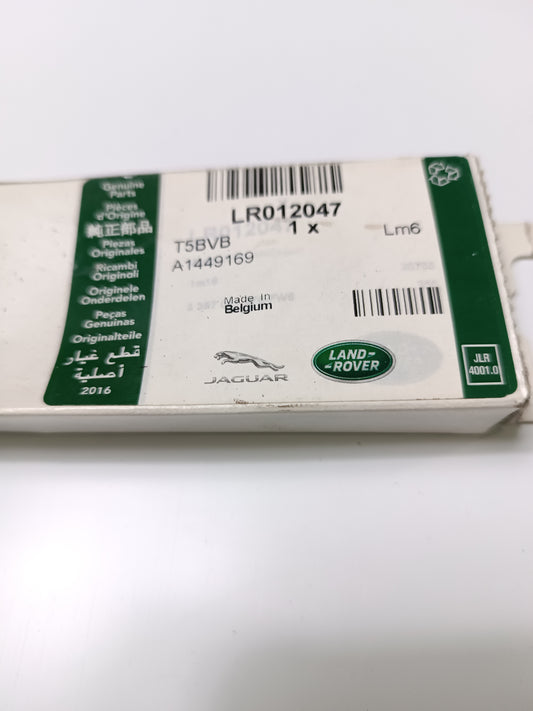 Genuine
Parts
Pièces
d'Origine
純正部品
Piezas
Originales
Ricambi
Originali
Originele
Onderdelen
Peças
Genuinas
Originalteile
قطع غيار
أصلية
2016
LR012047
1 x
Lm6
T5BVB
A1449169
Made in
Belgium
JAGUAR
LAND-
-ROVER
JLR
4001.0